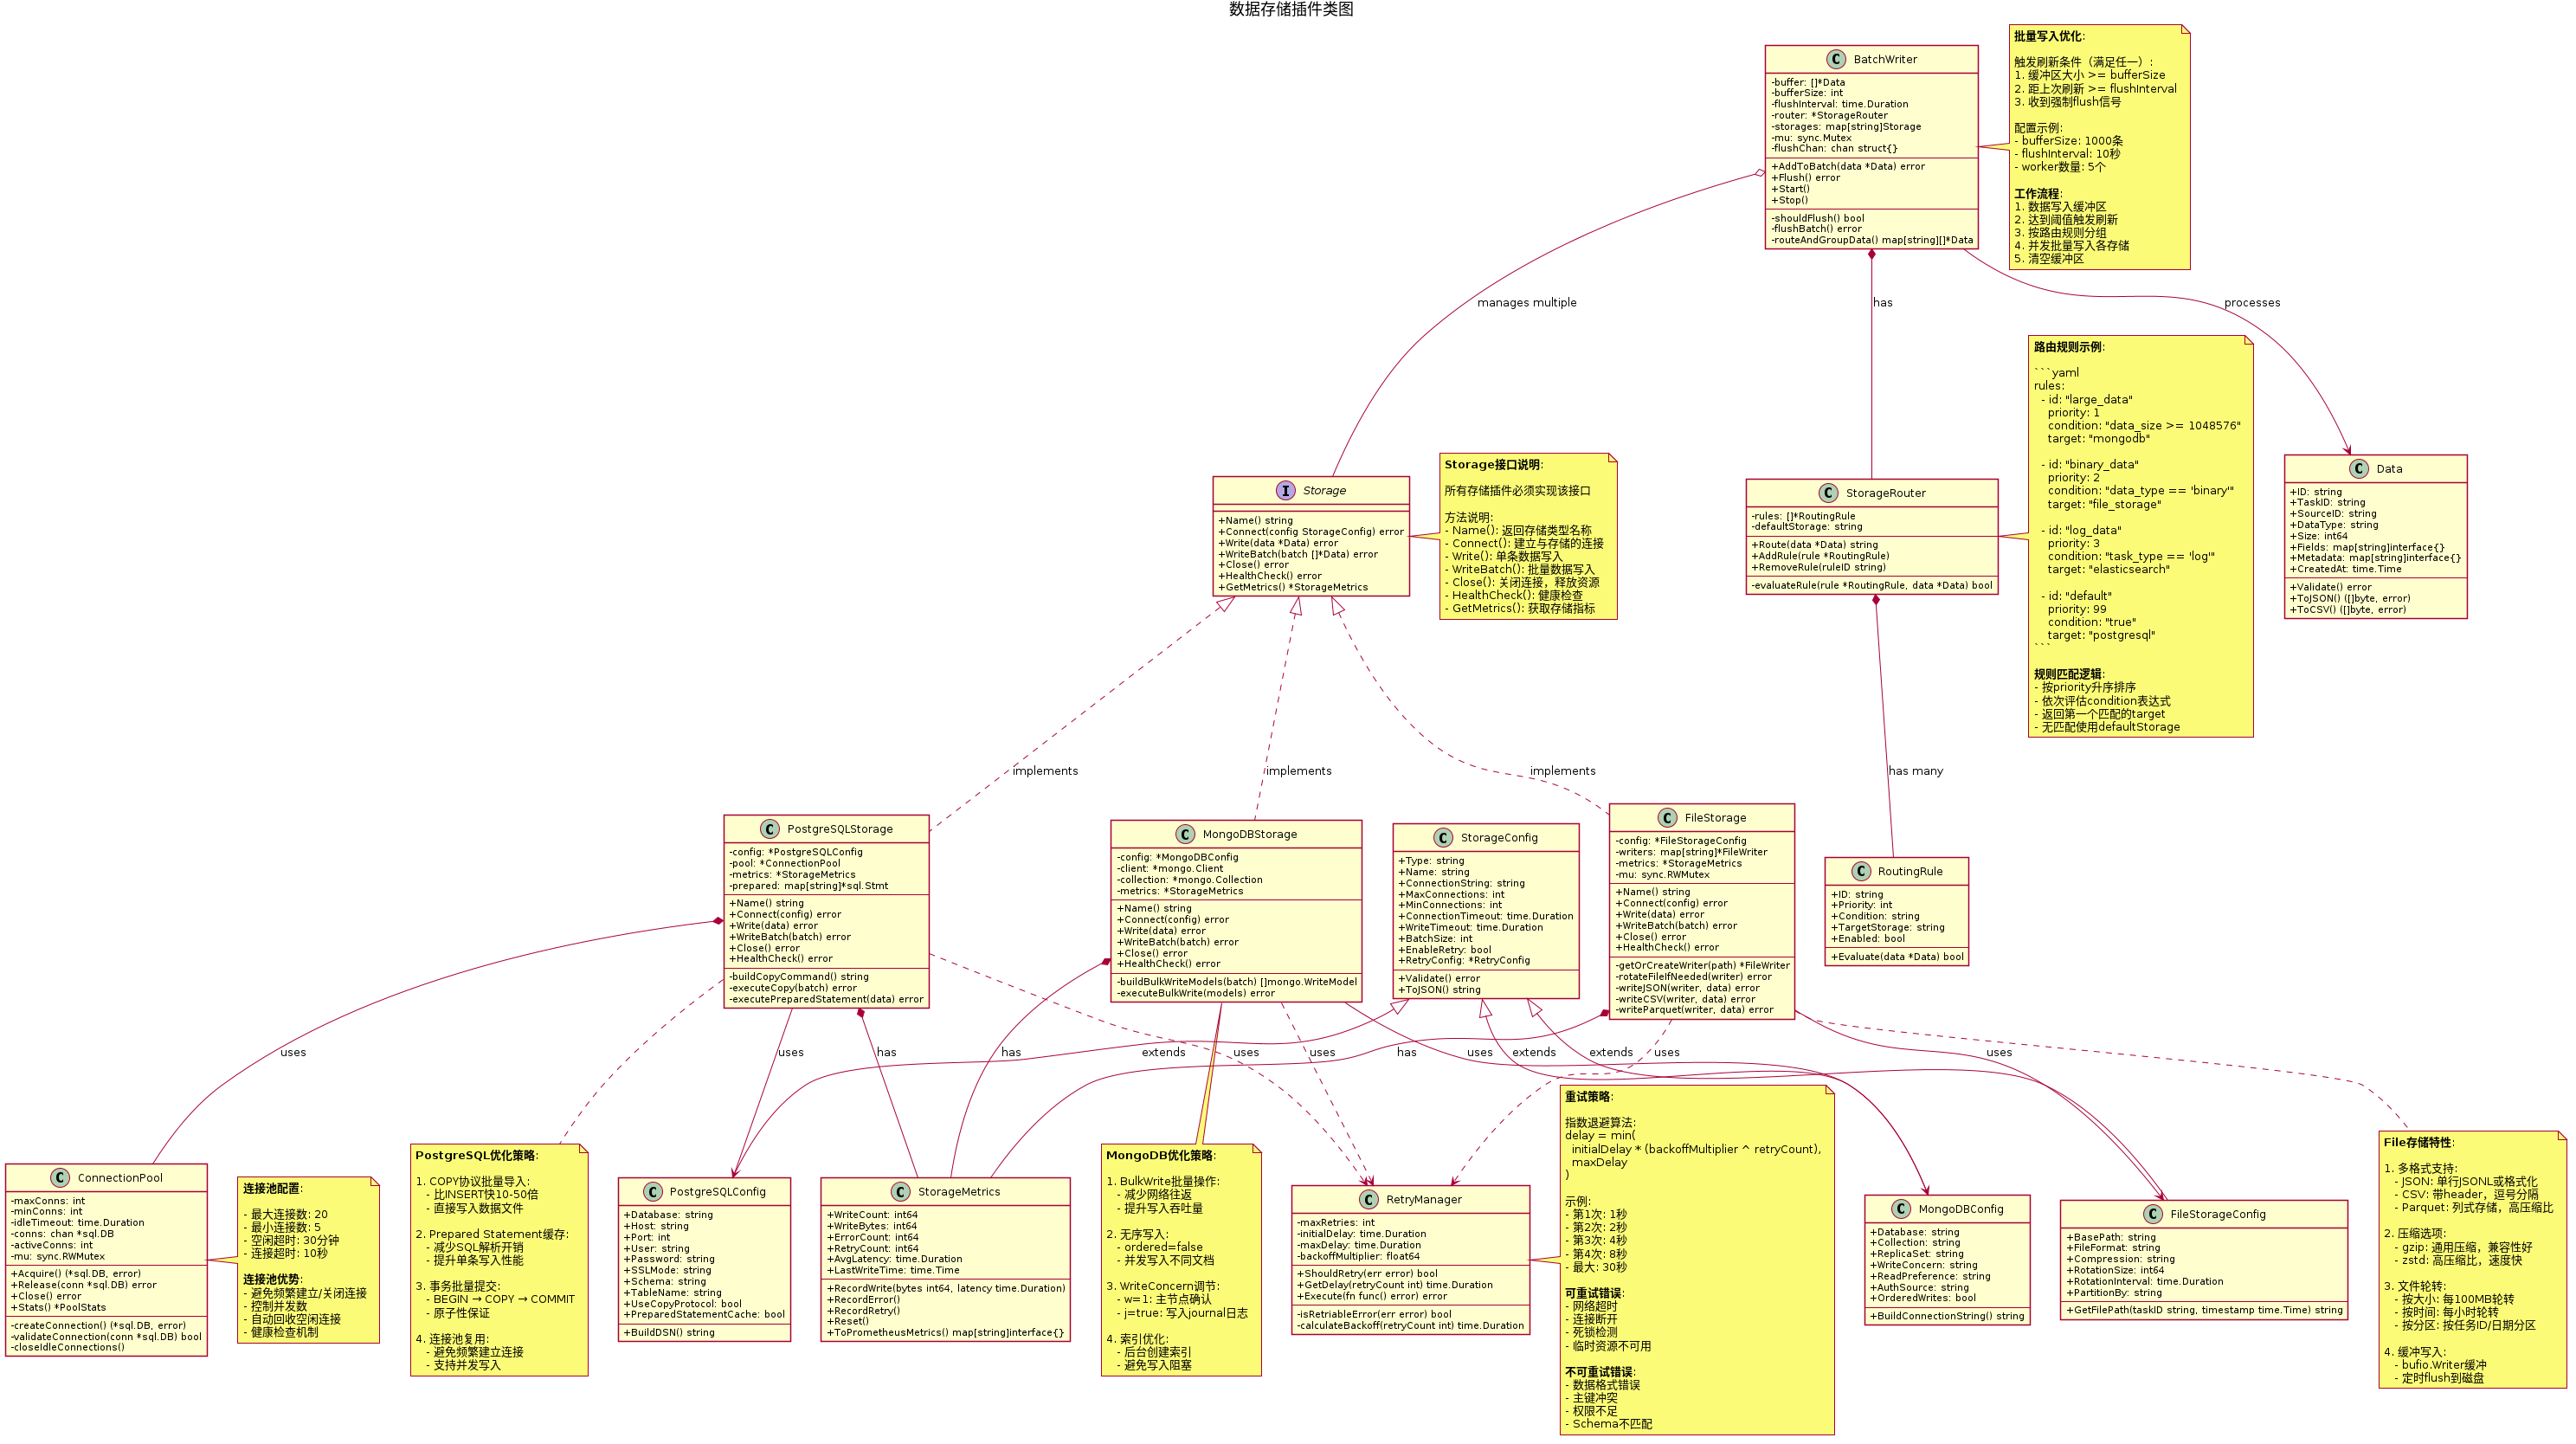 数据存储插件类图
BatchWriter
-buffer: []*Data
-bufferSize: int
-flushInterval: time.Duration
-router: *StorageRouter
-storages: map[string]Storage
-mu: sync.Mutex
-flushChan: chan struct{}
+AddToBatch(data *Data) error
+Flush() error
+Start()
+Stop()
-shouldFlush() bool
-flushBatch() error
-routeAndGroupData() map[string][]*Data
批量写入优化:
触发刷新条件（满足任一）:
1. 缓冲区大小 >= bufferSize
2. 距上次刷新 >= flushInterval
3. 收到强制flush信号
配置示例:
- bufferSize: 1000条
- flushInterval: 10秒
- worker数量: 5个
工作流程:
1. 数据写入缓冲区
2. 达到阈值触发刷新
3. 按路由规则分组
4. 并发批量写入各存储
5. 清空缓冲区
manages multiple
has
processes
Storage
+Name() string
+Connect(config StorageConfig) error
+Write(data *Data) error
+WriteBatch(batch []*Data) error
+Close() error
+HealthCheck() error
+GetMetrics() *StorageMetrics
Storage接口说明:
所有存储插件必须实现该接口
方法说明:
- Name(): 返回存储类型名称
- Connect(): 建立与存储的连接
- Write(): 单条数据写入
- WriteBatch(): 批量数据写入
- Close(): 关闭连接，释放资源
- HealthCheck(): 健康检查
- GetMetrics(): 获取存储指标
StorageRouter
-rules: []*RoutingRule
-defaultStorage: string
+Route(data *Data) string
+AddRule(rule *RoutingRule)
+RemoveRule(ruleID string)
-evaluateRule(rule *RoutingRule, data *Data) bool
路由规则示例:
```yaml
rules:
- id: "large_data"
priority: 1
condition: "data_size >= 1048576"
target: "mongodb"
- id: "binary_data"
priority: 2
condition: "data_type == 'binary'"
target: "file_storage"
- id: "log_data"
priority: 3
condition: "task_type == 'log'"
target: "elasticsearch"
- id: "default"
priority: 99
condition: "true"
target: "postgresql"
```
规则匹配逻辑:
- 按priority升序排序
- 依次评估condition表达式
- 返回第一个匹配的target
- 无匹配使用defaultStorage
Data
+ID: string
+TaskID: string
+SourceID: string
+DataType: string
+Size: int64
+Fields: map[string]interface{}
+Metadata: map[string]interface{}
+CreatedAt: time.Time
+Validate() error
+ToJSON() ([]byte, error)
+ToCSV() ([]byte, error)
implements
implements
implements
has many
PostgreSQLStorage
-config: *PostgreSQLConfig
-pool: *ConnectionPool
-metrics: *StorageMetrics
-prepared: map[string]*sql.Stmt
+Name() string
+Connect(config) error
+Write(data) error
+WriteBatch(batch) error
+Close() error
+HealthCheck() error
-buildCopyCommand() string
-executeCopy(batch) error
-executePreparedStatement(data) error
MongoDBStorage
-config: *MongoDBConfig
-client: *mongo.Client
-collection: *mongo.Collection
-metrics: *StorageMetrics
+Name() string
+Connect(config) error
+Write(data) error
+WriteBatch(batch) error
+Close() error
+HealthCheck() error
-buildBulkWriteModels(batch) []mongo.WriteModel
-executeBulkWrite(models) error
StorageConfig
+Type: string
+Name: string
+ConnectionString: string
+MaxConnections: int
+MinConnections: int
+ConnectionTimeout: time.Duration
+WriteTimeout: time.Duration
+BatchSize: int
+EnableRetry: bool
+RetryConfig: *RetryConfig
+Validate() error
+ToJSON() string
FileStorage
-config: *FileStorageConfig
-writers: map[string]*FileWriter
-metrics: *StorageMetrics
-mu: sync.RWMutex
+Name() string
+Connect(config) error
+Write(data) error
+WriteBatch(batch) error
+Close() error
+HealthCheck() error
-getOrCreateWriter(path) *FileWriter
-rotateFileIfNeeded(writer) error
-writeJSON(writer, data) error
-writeCSV(writer, data) error
-writeParquet(writer, data) error
RoutingRule
+ID: string
+Priority: int
+Condition: string
+TargetStorage: string
+Enabled: bool
+Evaluate(data *Data) bool
uses
uses
has
has
extends
uses
uses
has
uses
extends
extends
uses
uses
ConnectionPool
-maxConns: int
-minConns: int
-idleTimeout: time.Duration
-conns: chan *sql.DB
-activeConns: int
-mu: sync.RWMutex
+Acquire() (*sql.DB, error)
+Release(conn *sql.DB) error
+Close() error
+Stats() *PoolStats
-createConnection() (*sql.DB, error)
-validateConnection(conn *sql.DB) bool
-closeIdleConnections()
连接池配置:
- 最大连接数: 20
- 最小连接数: 5
- 空闲超时: 30分钟
- 连接超时: 10秒
连接池优势:
- 避免频繁建立/关闭连接
- 控制并发数
- 自动回收空闲连接
- 健康检查机制
PostgreSQL优化策略:
1. COPY协议批量导入:
- 比INSERT快10-50倍
- 直接写入数据文件
2. Prepared Statement缓存:
- 减少SQL解析开销
- 提升单条写入性能
3. 事务批量提交:
- BEGIN → COPY → COMMIT
- 原子性保证
4. 连接池复用:
- 避免频繁建立连接
- 支持并发写入
PostgreSQLConfig
+Database: string
+Host: string
+Port: int
+User: string
+Password: string
+SSLMode: string
+Schema: string
+TableName: string
+UseCopyProtocol: bool
+PreparedStatementCache: bool
+BuildDSN() string
StorageMetrics
+WriteCount: int64
+WriteBytes: int64
+ErrorCount: int64
+RetryCount: int64
+AvgLatency: time.Duration
+LastWriteTime: time.Time
+RecordWrite(bytes int64, latency time.Duration)
+RecordError()
+RecordRetry()
+Reset()
+ToPrometheusMetrics() map[string]interface{}
MongoDB优化策略:
1. BulkWrite批量操作:
- 减少网络往返
- 提升写入吞吐量
2. 无序写入:
- ordered=false
- 并发写入不同文档
3. WriteConcern调节:
- w=1: 主节点确认
- j=true: 写入journal日志
4. 索引优化:
- 后台创建索引
- 避免写入阻塞
RetryManager
-maxRetries: int
-initialDelay: time.Duration
-maxDelay: time.Duration
-backoffMultiplier: float64
+ShouldRetry(err error) bool
+GetDelay(retryCount int) time.Duration
+Execute(fn func() error) error
-isRetriableError(err error) bool
-calculateBackoff(retryCount int) time.Duration
重试策略:
指数退避算法:
delay = min(
initialDelay * (backoffMultiplier ^ retryCount),
maxDelay
)
示例:
- 第1次: 1秒
- 第2次: 2秒
- 第3次: 4秒
- 第4次: 8秒
- 最大: 30秒
可重试错误:
- 网络超时
- 连接断开
- 死锁检测
- 临时资源不可用
不可重试错误:
- 数据格式错误
- 主键冲突
- 权限不足
- Schema不匹配
MongoDBConfig
+Database: string
+Collection: string
+ReplicaSet: string
+WriteConcern: string
+ReadPreference: string
+AuthSource: string
+OrderedWrites: bool
+BuildConnectionString() string
FileStorageConfig
+BasePath: string
+FileFormat: string
+Compression: string
+RotationSize: int64
+RotationInterval: time.Duration
+PartitionBy: string
+GetFilePath(taskID string, timestamp time.Time) string
File存储特性:
1. 多格式支持:
- JSON: 单行JSONL或格式化
- CSV: 带header，逗号分隔
- Parquet: 列式存储，高压缩比
2. 压缩选项:
- gzip: 通用压缩，兼容性好
- zstd: 高压缩比，速度快
3. 文件轮转:
- 按大小: 每100MB轮转
- 按时间: 每小时轮转
- 按分区: 按任务ID/日期分区
4. 缓冲写入:
- bufio.Writer缓冲
- 定时flush到磁盘